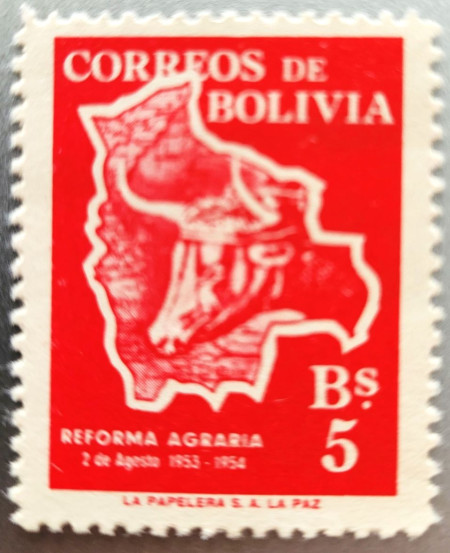 CORREOS DE
BOLIVIA
Bs.
5
REFORMA AGRARIA
2 de Agosto 1953 - 1954
LA PAPELERA S. A. LA PAZ